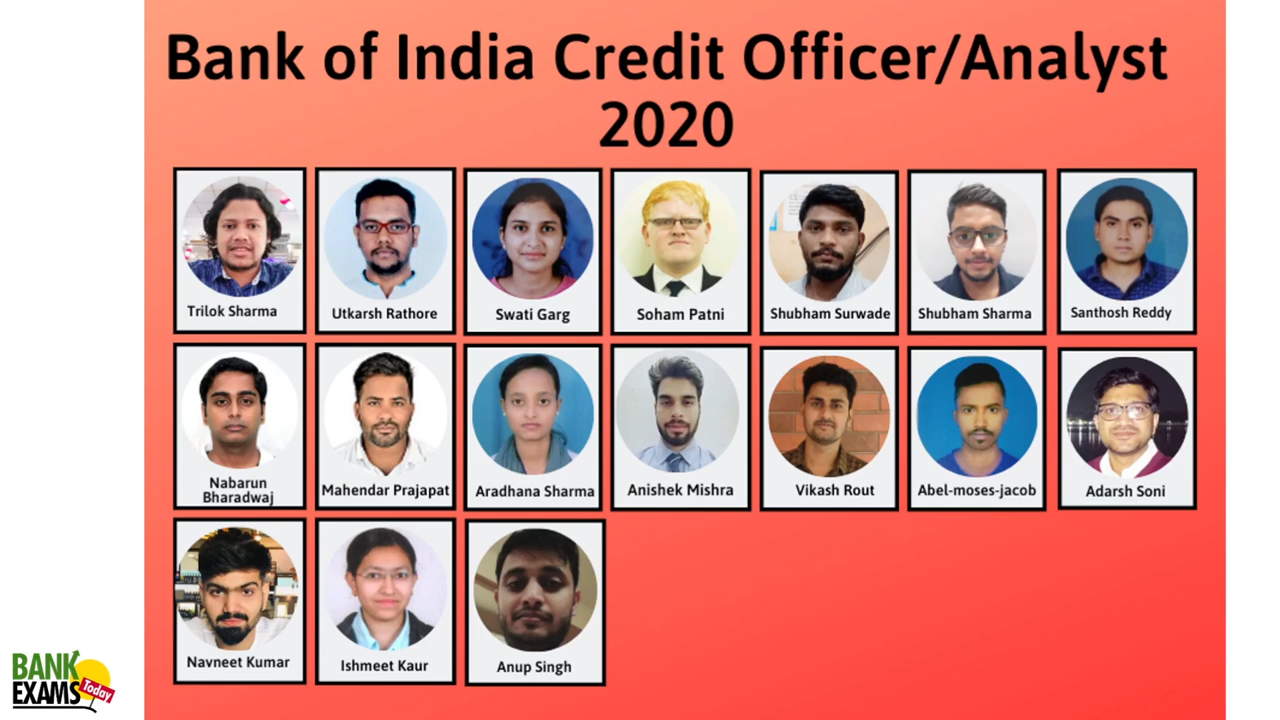 Bank of India Credit Officer/Analyst
2020
Trilok Sharma
Utkarsh Rathore
Swati Garg
Soham Patni
Shubham Surwade
Shubham Sharma
Santhosh Reddy
Nabarun
Bharadwaj
Mahendar Prajapat
Aradhana Sharma
Anishek Mishra
Vikash Rout
Abel-moses-jacob
Adarsh Soni
Navneet Kumar
Ishmeet Kaur
Anup Singh
BANK
EXAMS Today